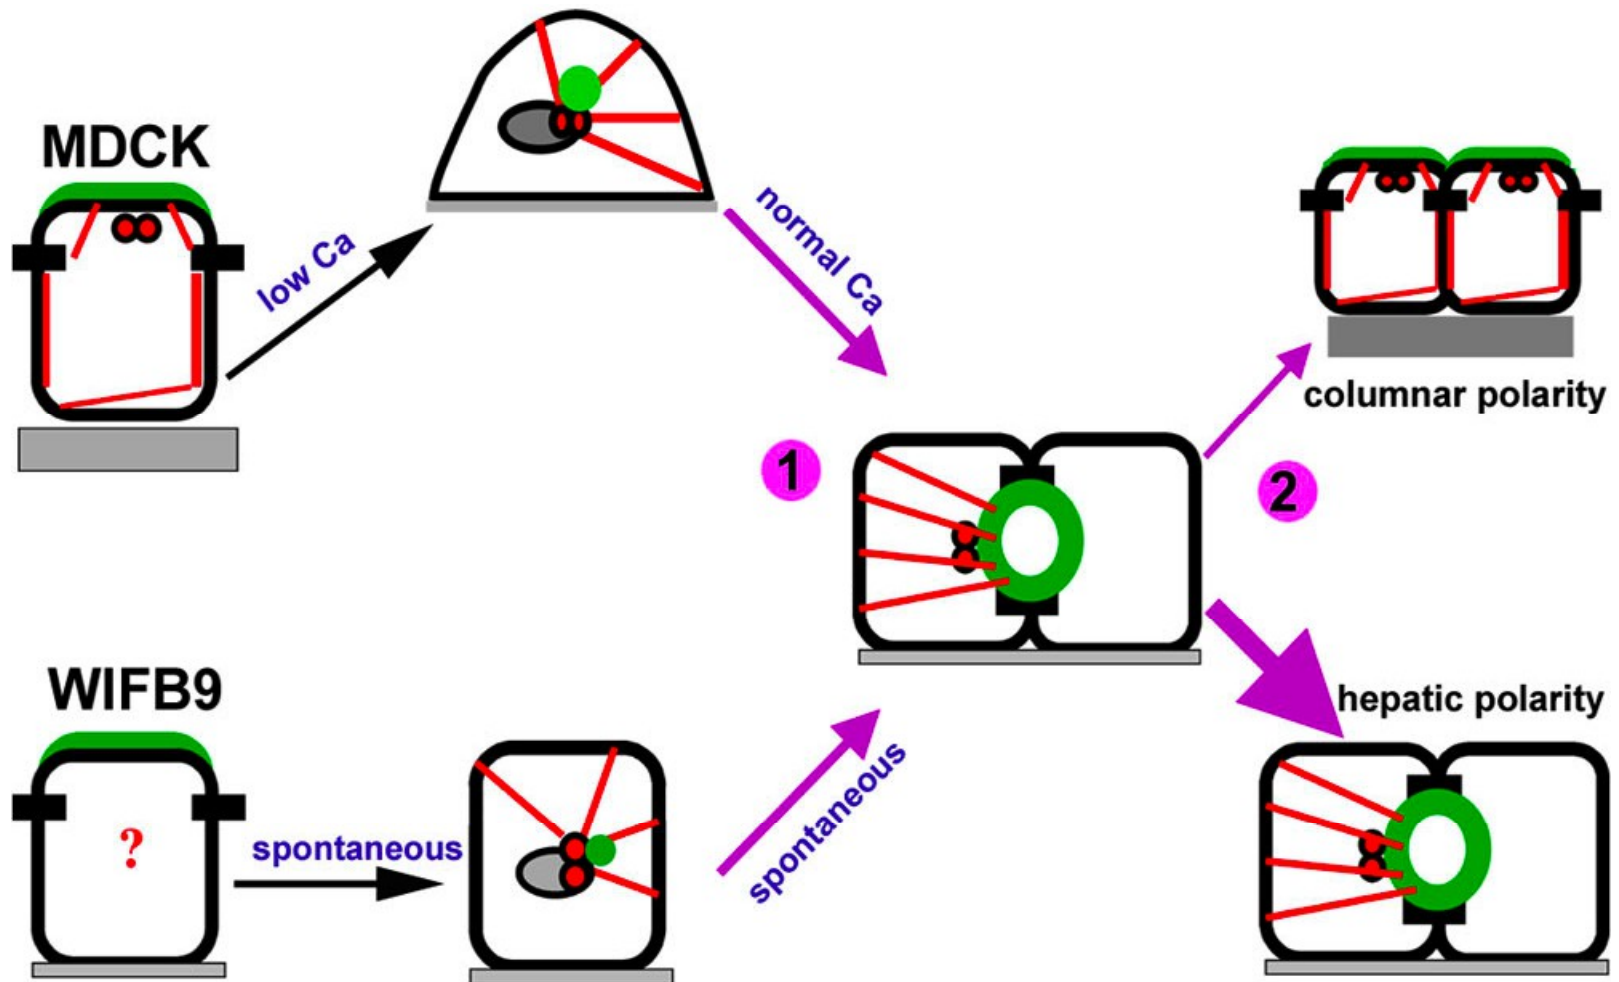 MDCK
low Ca
normal Ca
columnar polarity
1
2
WIFB9
?
spontaneous
spontaneous
hepatic polarity